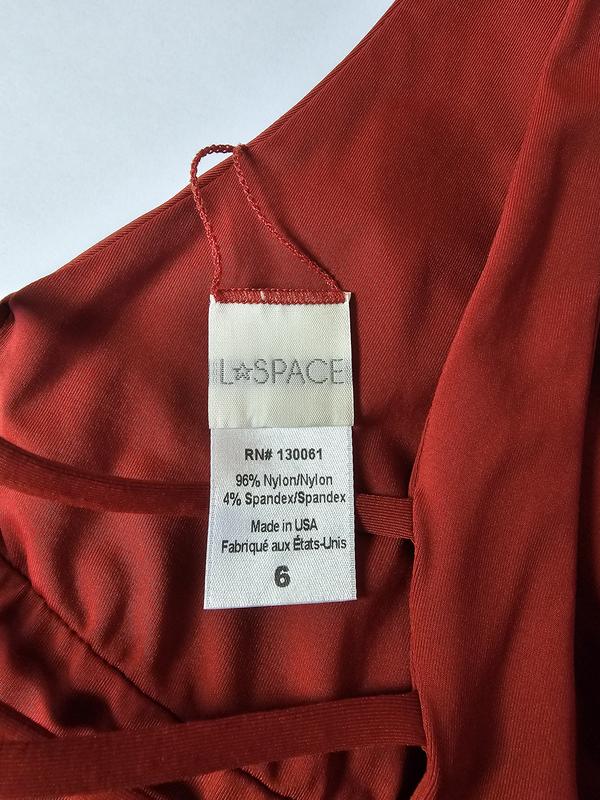 L☆SPACE
RN# 130061
96% Nylon/Nylon
4% Spandex/Spandex
Made in USA
Fabriqué aux États-Unis
6